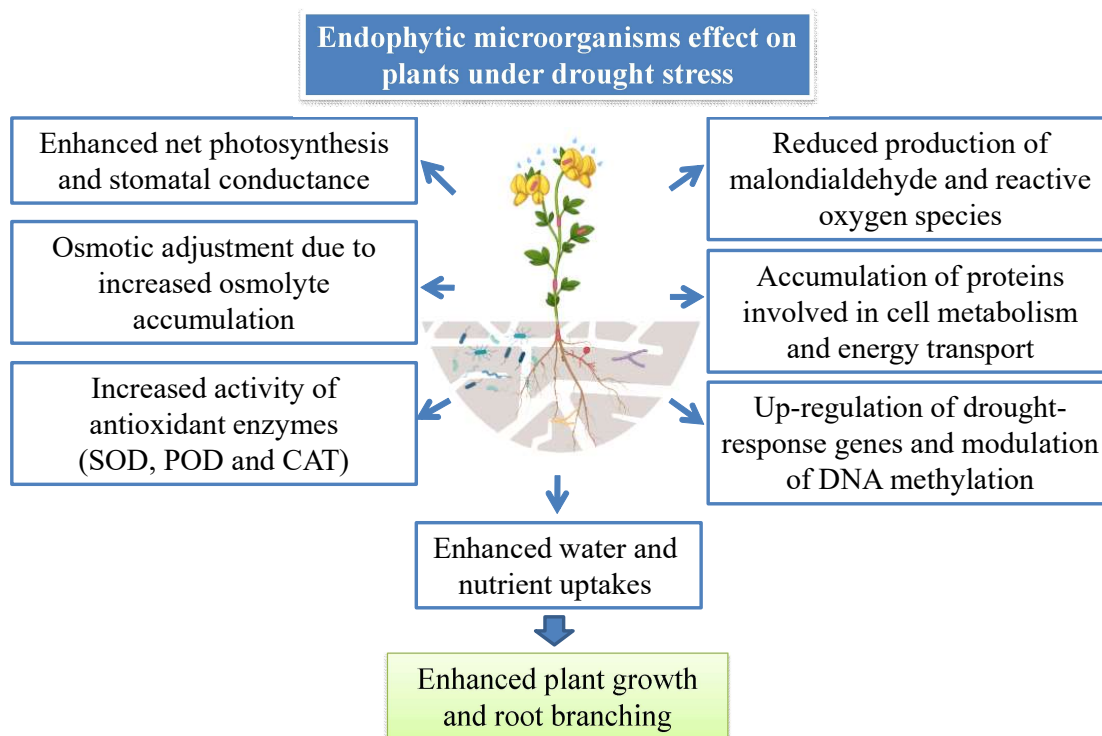 Endophytic microorganisms effect on
plants under drought stress
Enhanced net photosynthesis
and stomatal conductance
Osmotic adjustment due to
increased osmolyte
accumulation
Increased activity of
antioxidant enzymes
(SOD, POD and CAT)
Reduced production of
malondialdehyde and reactive
oxygen species
Accumulation of proteins
involved in cell metabolism
and energy transport
Up-regulation of drought-
response genes and modulation
of DNA methylation
Enhanced water and
nutrient uptakes
Enhanced plant growth
and root branching